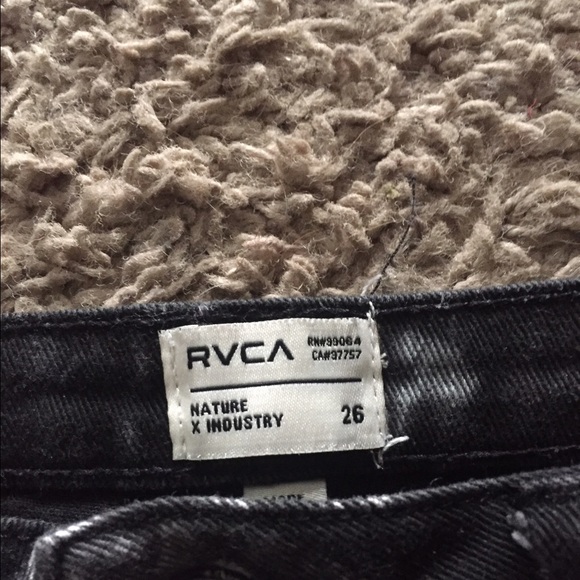 RVCA
RN#99064
CA#37757
NATURE
X INDUSTRY
26